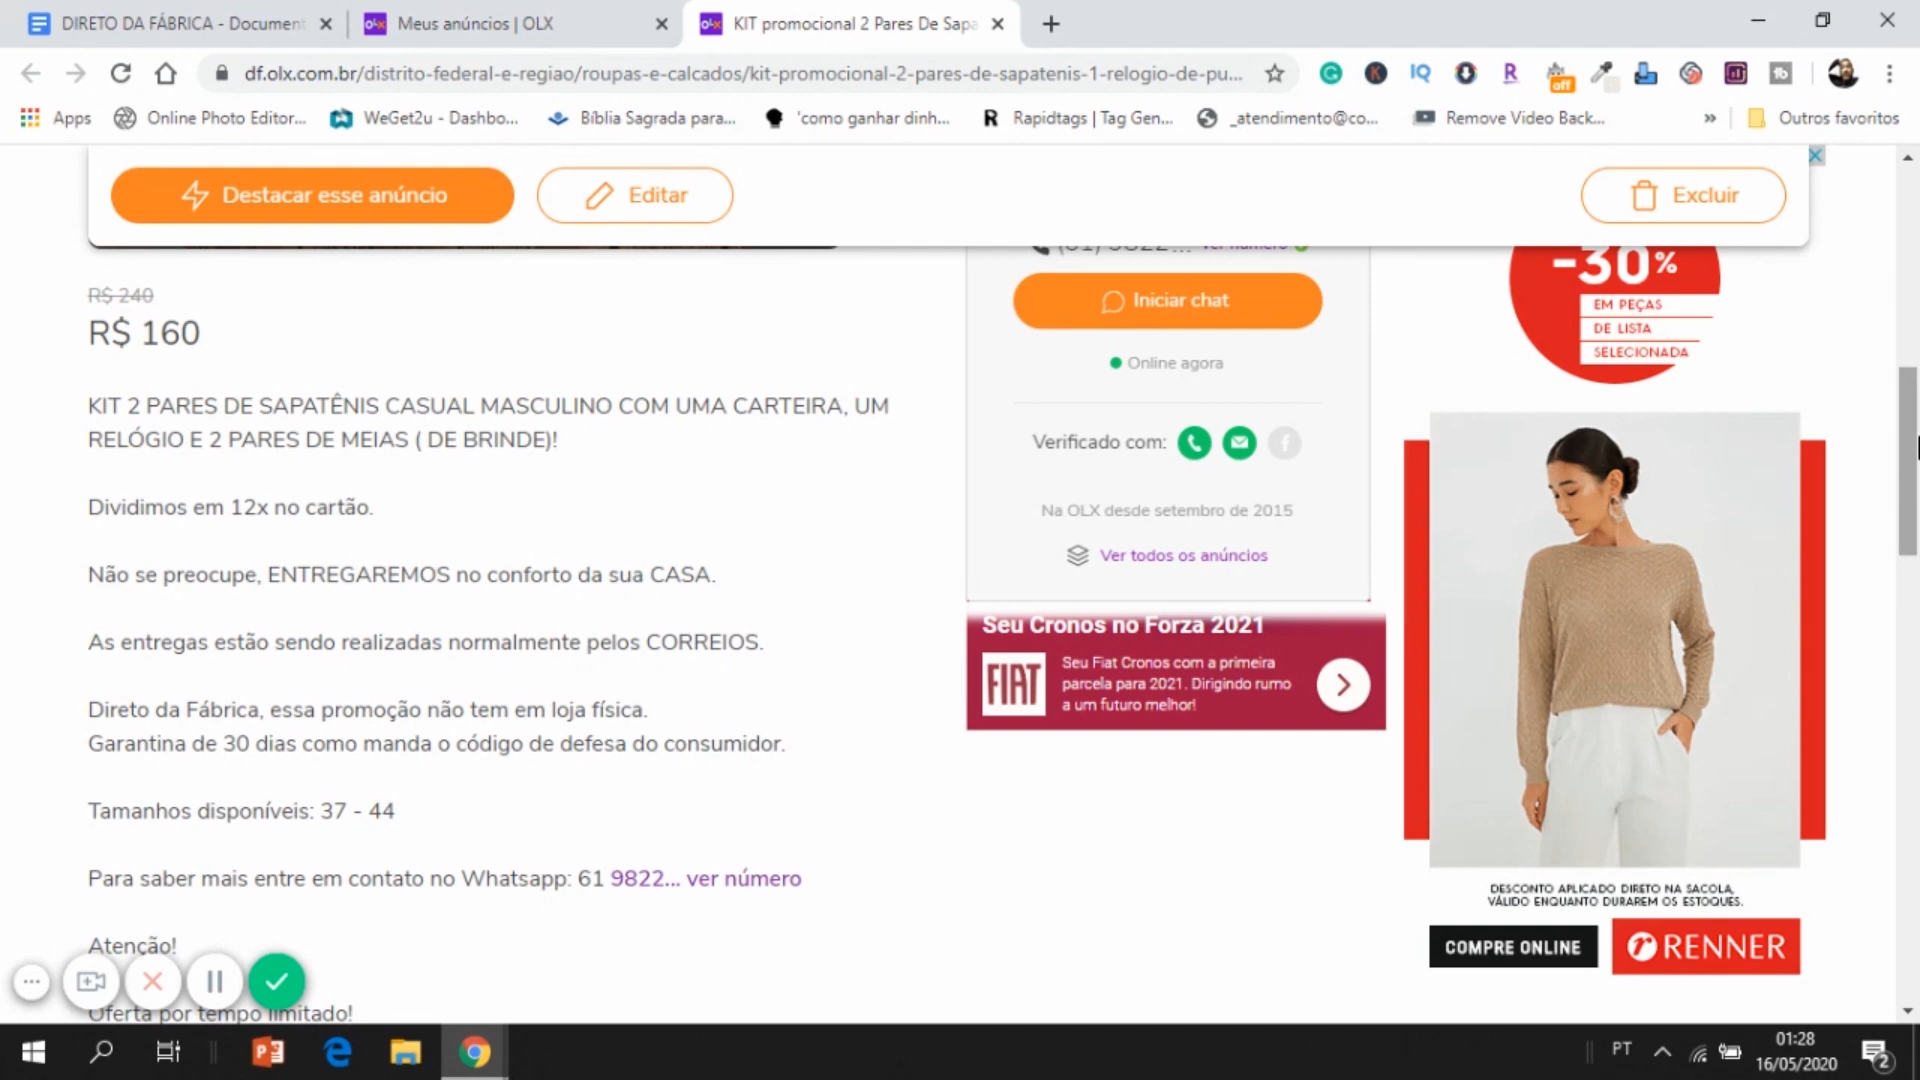 DIRETO DA FÁBRICA - Document
Meus anúncios | OLX
KIT promocional 2 Pares De Sapa
df.olx.com.br/distrito-federal-e-regiao/roupas-e-calcados/kit-promocional-2-pares-de-sapatenis-1-relogio-de-pu...
off
Apps
Online Photo Editor...
WeGet2u - Dashbo...
Bíblia Sagrada para...
'como ganhar dinh...
Rapidtags | Tag Gen...
_atendimento@co...
Remove Video Back...
»
Outros favoritos
Destacar esse anúncio
Editar
Excluir
R$ 240
R$ 160
KIT 2 PARES DE SAPATÊNIS CASUAL MASCULINO COM UMA CARTEIRA, UM
RELÓGIO E 2 PARES DE MEIAS ( DE BRINDE)!
Dividimos em 12x no cartão.
Não se preocupe, ENTREGAREMOS no conforto da sua CASA.
As entregas estão sendo realizadas normalmente pelos CORREIOS.
Direto da Fábrica, essa promoção não tem em loja física.
Garantina de 30 dias como manda o código de defesa do consumidor.
Tamanhos disponíveis: 37 - 44
Para saber mais entre em contato no Whatsapp: 61 9822... ver número
Atenção!
Oferta por tempo limitado!
(61) 9822... ver número
Iniciar chat
Online agora
Verificado com:
Na OLX desde setembro de 2015
Ver todos os anúncios
Seu Cronos no Forza 2021
FIAT
Seu Fiat Cronos com a primeira
parcela para 2021. Dirigindo rumo
a um futuro melhor!
-30%
EM PEÇAS
DE LISTA
SELECIONADA
DESCONTO APLICADO DIRETO NA SACOLA,
VÁLIDO ENQUANTO DURAREM OS ESTOQUES.
COMPRE ONLINE
RENNER
PT
01:28
16/05/2020
2